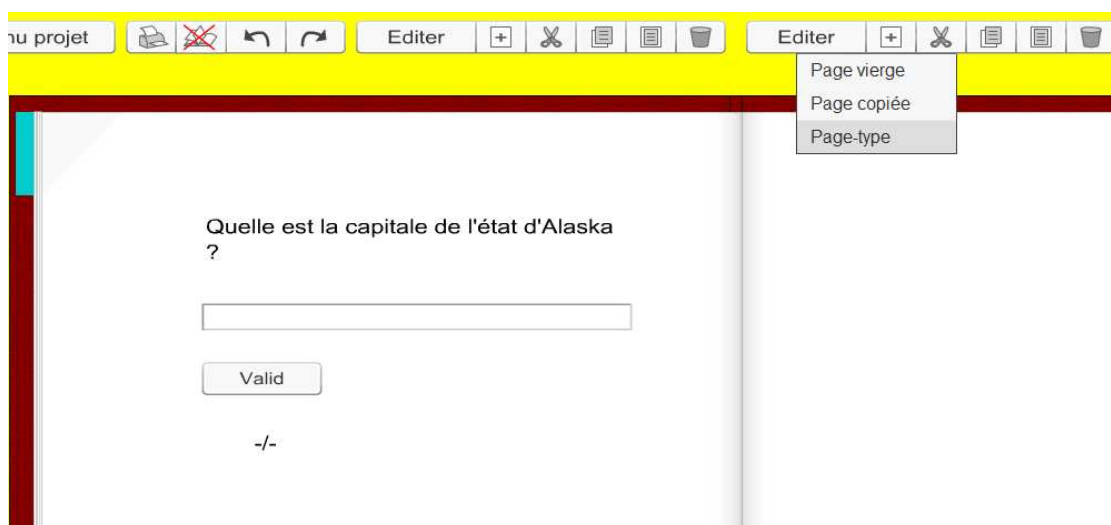 nu projet
Editer
Editer
Page vierge
Page copiée
Page-type
Quelle est la capitale de l'état d'Alaska
?
Valid
-/-